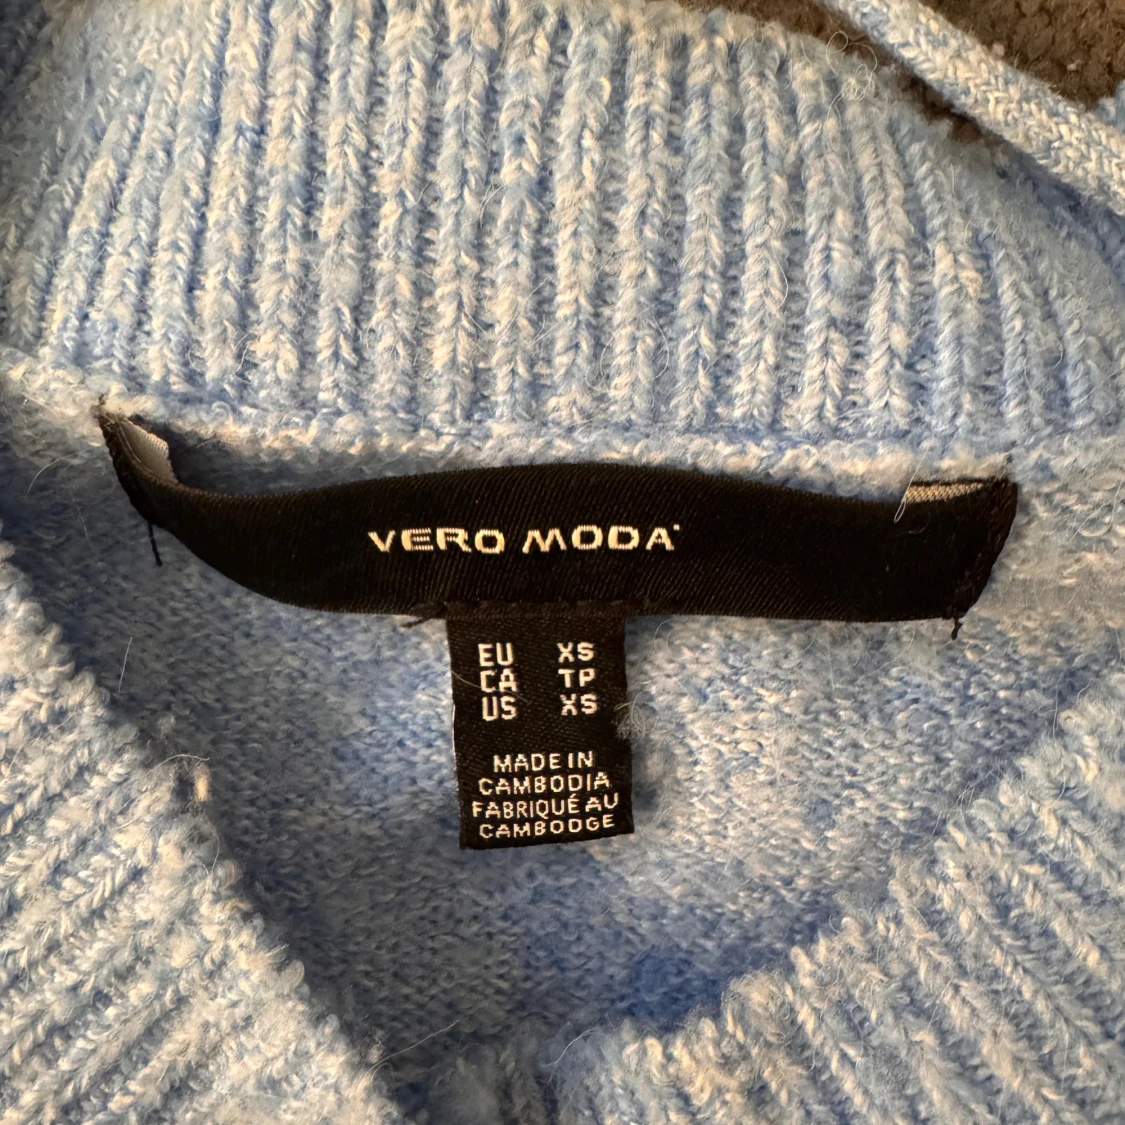 VERO MODA
EU XS
CA TP
US XS
MADE IN
CAMBODIA
FABRIQUÉ AU
CAMBODGE